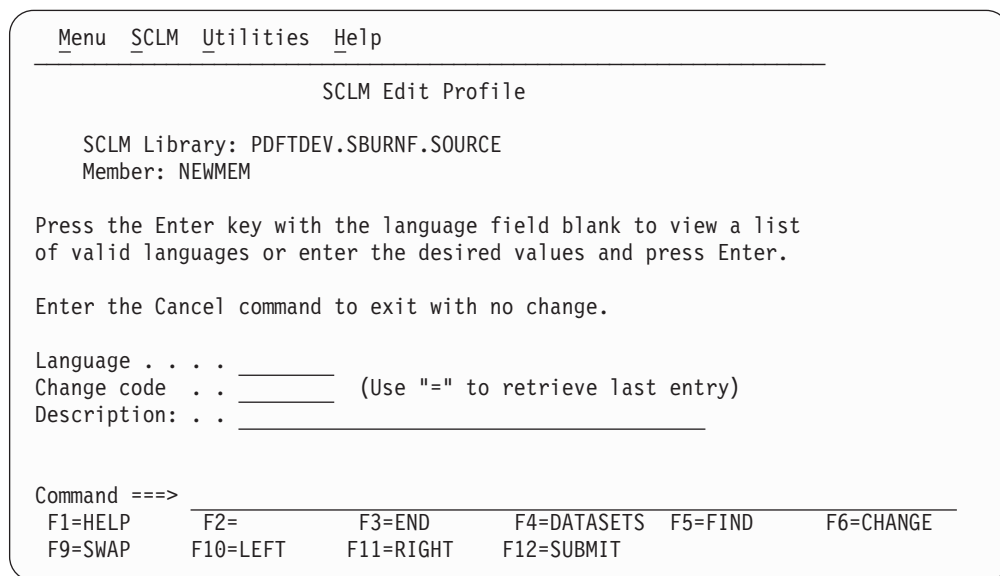 Menu SCLM Utilities Help
SCLM Edit Profile
SCLM Library: PDFTDEV.SBURNF.SOURCE
Member: NEWMEM
Press the Enter key with the language field blank to view a list
of valid languages or enter the desired values and press Enter.
Enter the Cancel command to exit with no change.
Language . . . .
Change code . . (Use "=" to retrieve last entry)
Description: . .
Command ===>
F1=HELP F2= F3=END F4=DATASETS F5=FIND F6=CHANGE
F9=SWAP F10=LEFT F11=RIGHT F12=SUBMIT